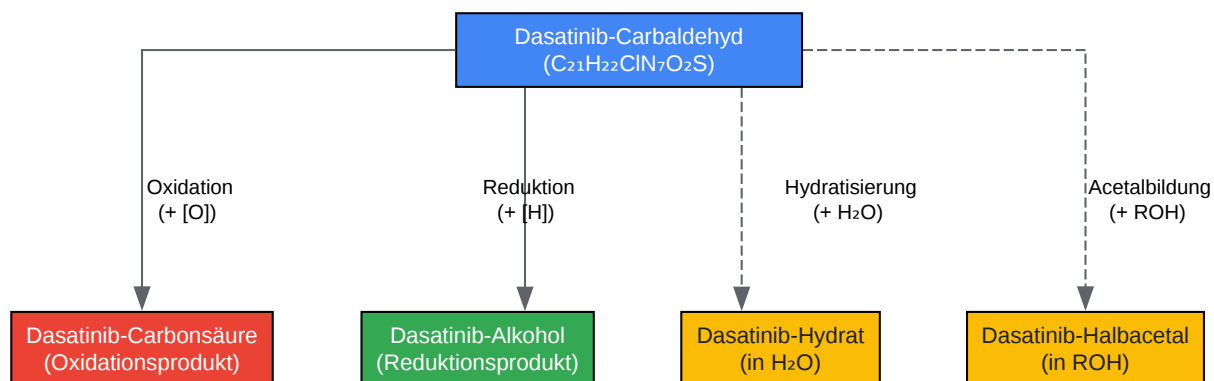 Dasatinib-Carbaldehyd
(C₂₁H₂₂ClN₇O₂S)
Oxidation
(+ [O])
Reduktion
(+ [H])
Hydratisierung
(+ H₂O)
Acetalbildung
(+ ROH)
Dasatinib-Carbonsäure
(Oxidationsprodukt)
Dasatinib-Alkohol
(Reduktionsprodukt)
Dasatinib-Hydrat
(in H₂O)
Dasatinib-Halbacetal
(in ROH)